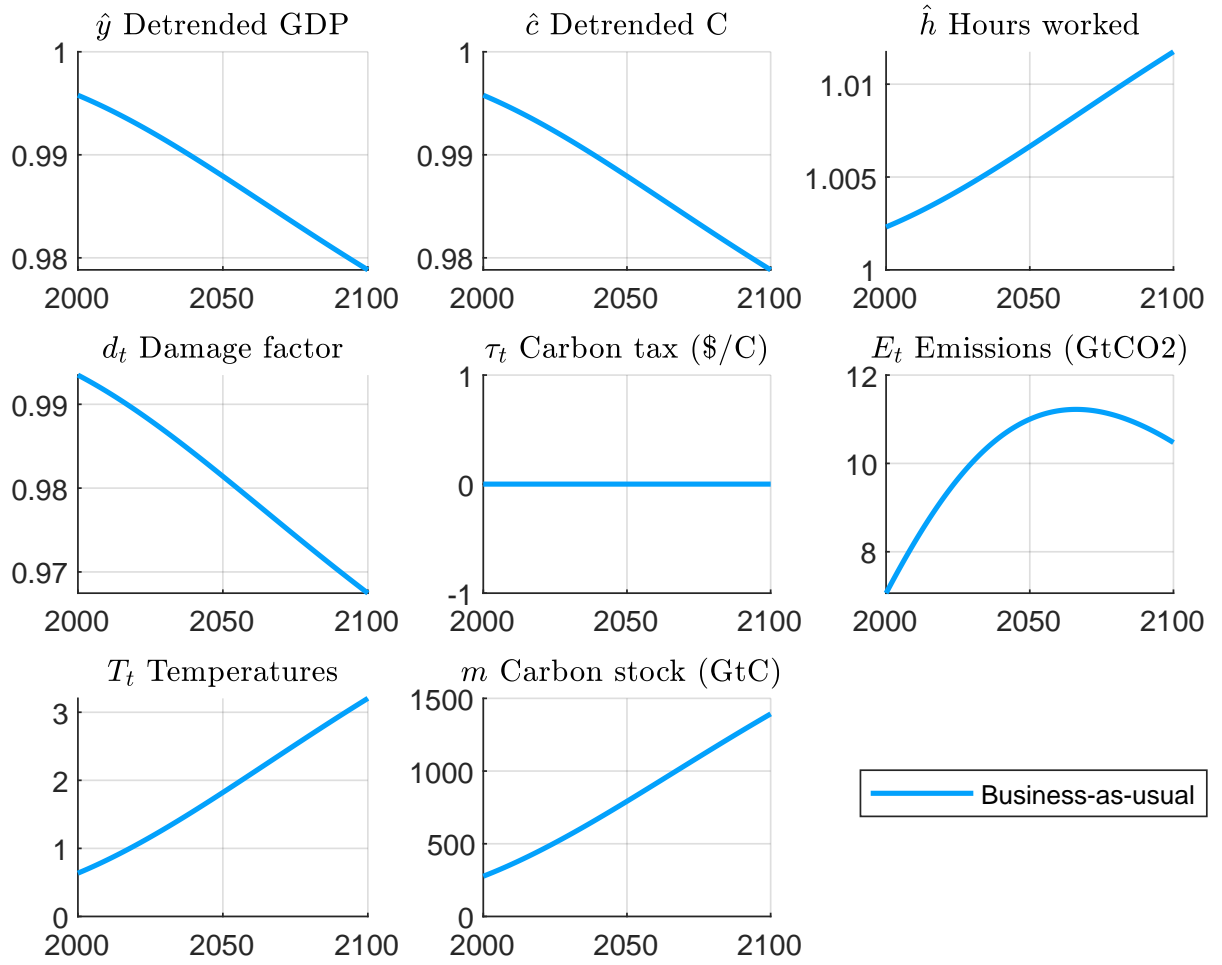 ŷ Detrended GDP
1
0.99
0.98
2000 2050 2100
ĉ Detrended C
1
0.99
0.98
2000 2050 2100
ĥ Hours worked
1.01
1.005
1
2000 2050 2100
d_t Damage factor
0.99
0.98
0.97
2000 2050 2100
τ_t Carbon tax ($/C)
1
0
-1
2000 2050 2100
E_t Emissions (GtCO2)
12
10
8
2000 2050 2100
T_t Temperatures
3
2
1
0
2000 2050 2100
m Carbon stock (GtC)
1500
1000
500
0
2000 2050 2100
Business-as-usual